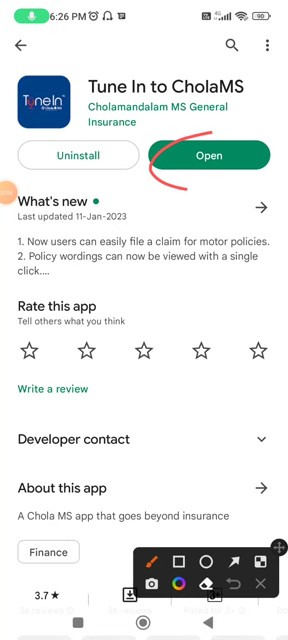 6:26 PM
4G
90
Tune In to CholaMS
Cholamandalam MS General
Insurance
Uninstall
Open
What's new
Last updated 11-Jan-2023
1. Now users can easily file a claim for motor policies.
2. Policy wordings can now be viewed with a single
click....
Rate this app
Tell others what you think
Write a review
Developer contact
About this app
A Chola MS app that goes beyond insurance
Finance
3.7★